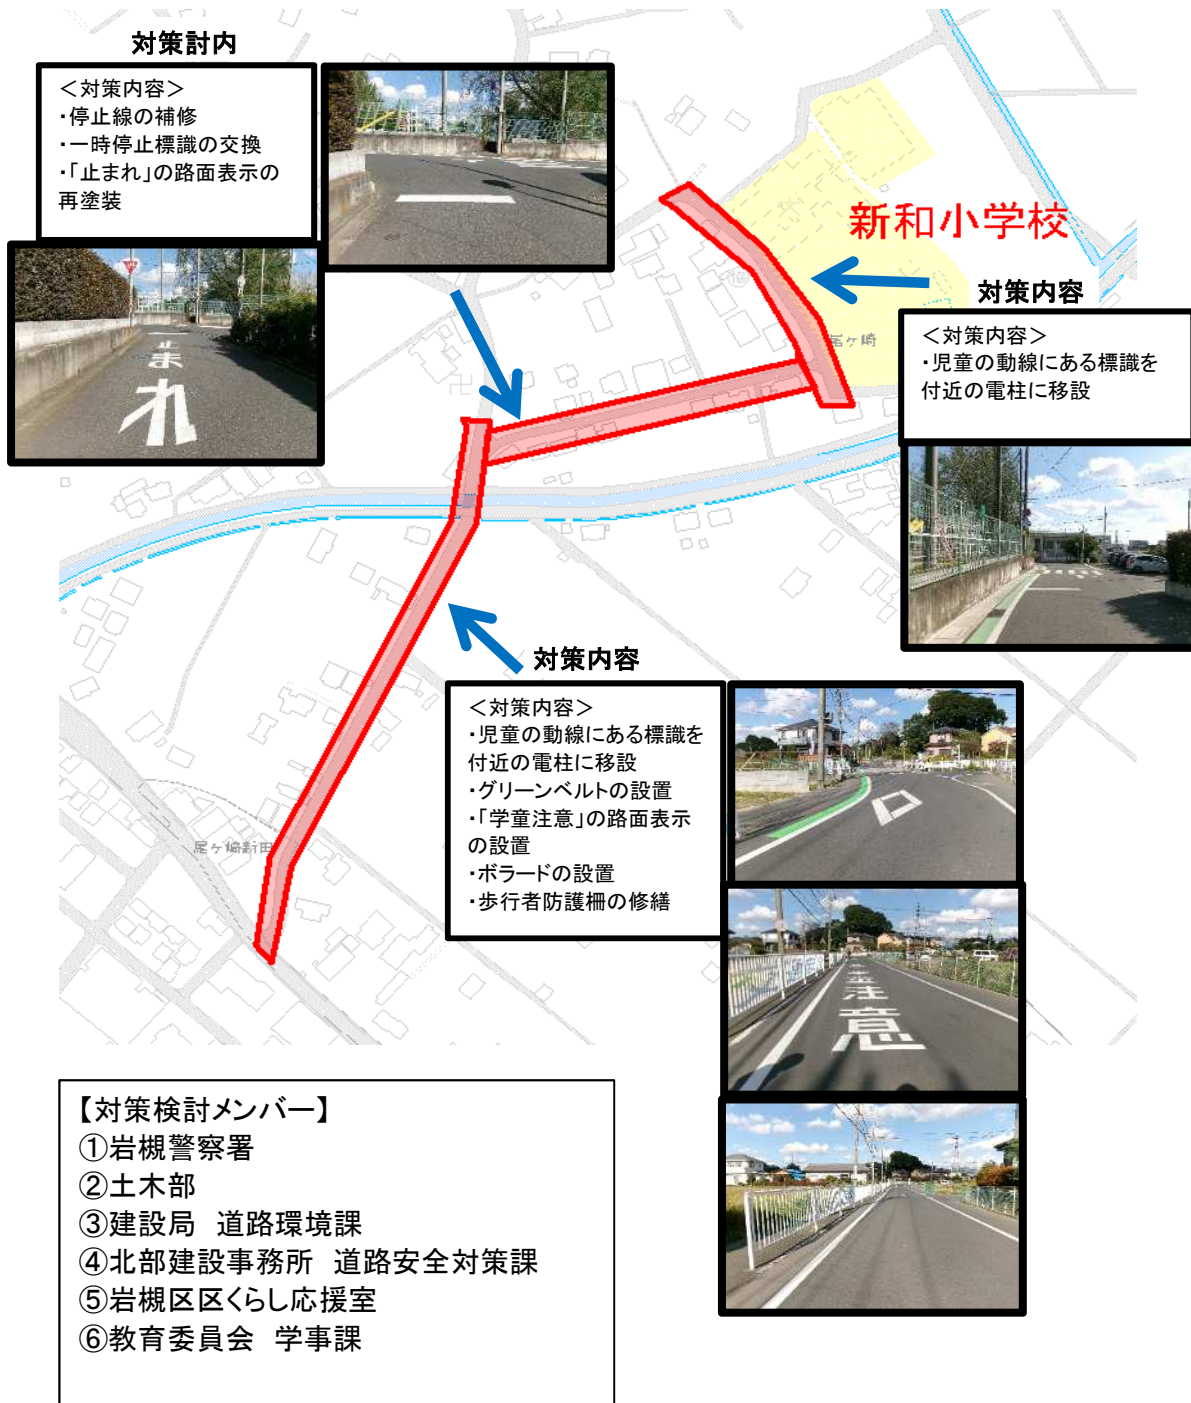 対策討内
＜対策内容＞
・停止線の補修
・一時停止標識の交換
・「止まれ」の路面表示の
再塗装
止まれ
新和小学校
対策内容
＜対策内容＞
・児童の動線にある標識を
付近の電柱に移設
尾ヶ崎
対策内容
＜対策内容＞
・児童の動線にある標識を
付近の電柱に移設
・グリーンベルトの設置
・「学童注意」の路面表示
の設置
・ボラードの設置
・歩行者防護柵の修繕
尾ヶ崎新田
注意
【対策検討メンバー】
①岩槻警察署
②土木部
③建設局　道路環境課
④北部建設事務所　道路安全対策課
⑤岩槻区区くらし応援室
⑥教育委員会　学事課